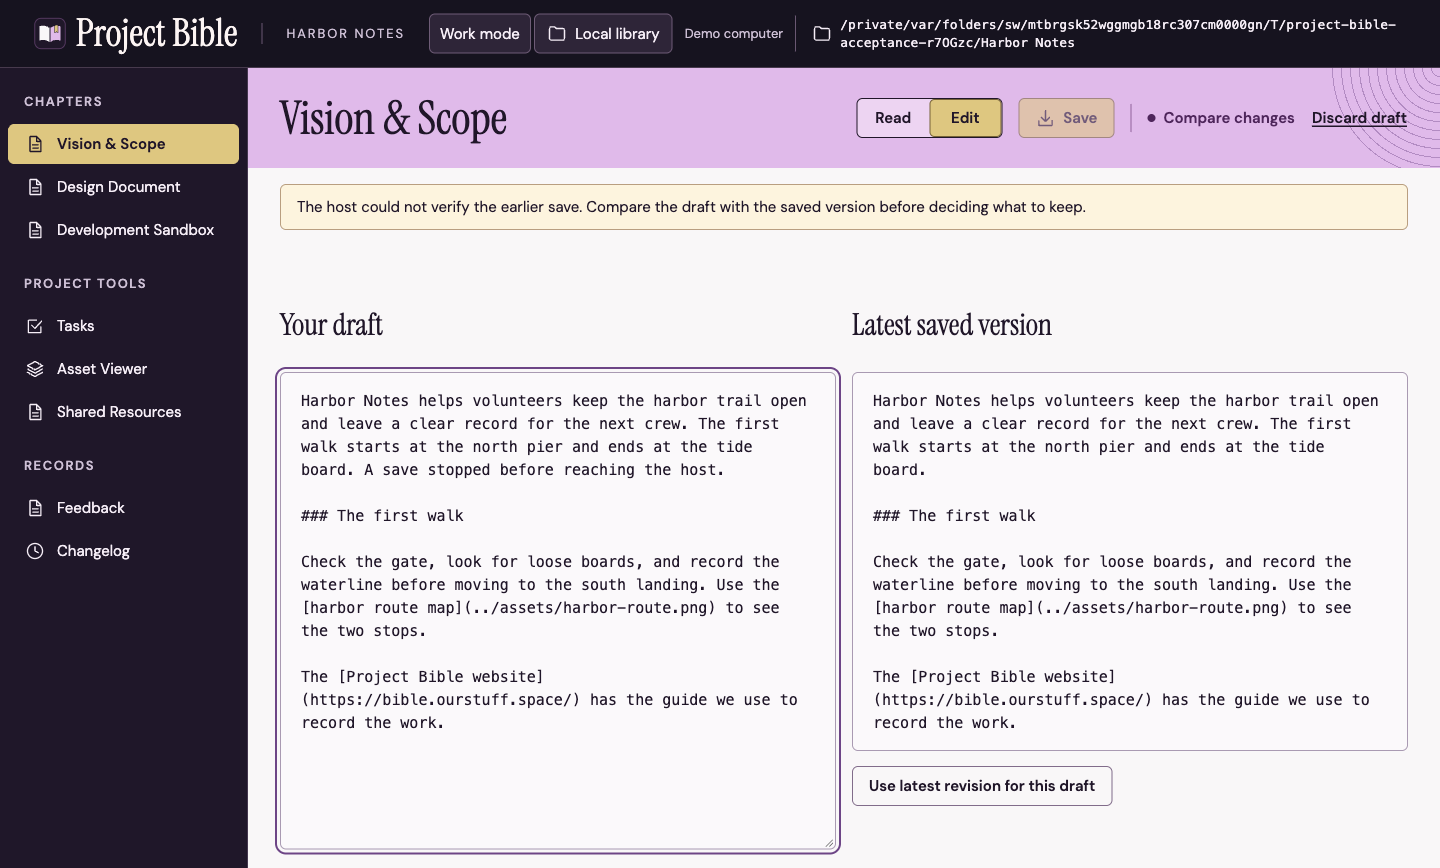 Project Bible
HARBOR NOTES
Work mode
Local library
Demo computer
/private/var/folders/sw/mtbrgsk52wggmgb18rc307cm0000gn/T/project-bible-
acceptance-r7OGzc/Harbor Notes
CHAPTERS
Vision & Scope
Design Document
Development Sandbox
PROJECT TOOLS
Tasks
Asset Viewer
Shared Resources
RECORDS
Feedback
Changelog
Vision & Scope
Read
Edit
Save
Compare changes
Discard draft
The host could not verify the earlier save. Compare the draft with the saved version before deciding what to keep.
Your draft
Harbor Notes helps volunteers keep the harbor trail open
and leave a clear record for the next crew. The first
walk starts at the north pier and ends at the tide
board. A save stopped before reaching the host.
### The first walk
Check the gate, look for loose boards, and record the
waterline before moving to the south landing. Use the
[harbor route map](../assets/harbor-route.png) to see
the two stops.
The [Project Bible website]
(https://bible.ourstuff.space/) has the guide we use to
record the work.
Latest saved version
Harbor Notes helps volunteers keep the harbor trail open
and leave a clear record for the next crew. The first
walk starts at the north pier and ends at the tide
board.
### The first walk
Check the gate, look for loose boards, and record the
waterline before moving to the south landing. Use the
[harbor route map](../assets/harbor-route.png) to see
the two stops.
The [Project Bible website]
(https://bible.ourstuff.space/) has the guide we use to
record the work.
Use latest revision for this draft